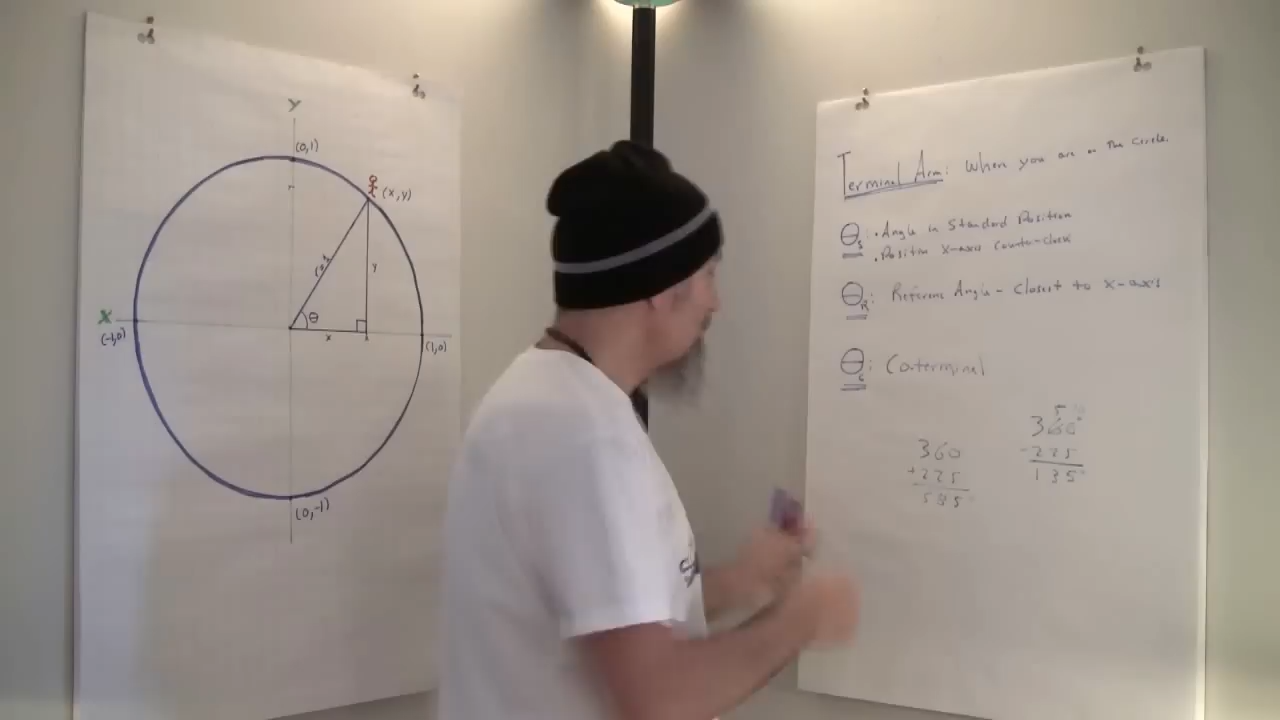 Y
(0,1)
(x,y)
y
θ
x
X
(-1,0)
(1,0)
(0,-1)
Terminal Arm: When you are on the circle.
θs: • Angle in Standard Position
• Positive x-axis counter-clock
θR: Reference Angle - Closest to x-axis
θc: Coterminal
360
+225
585
360°
-225
135°